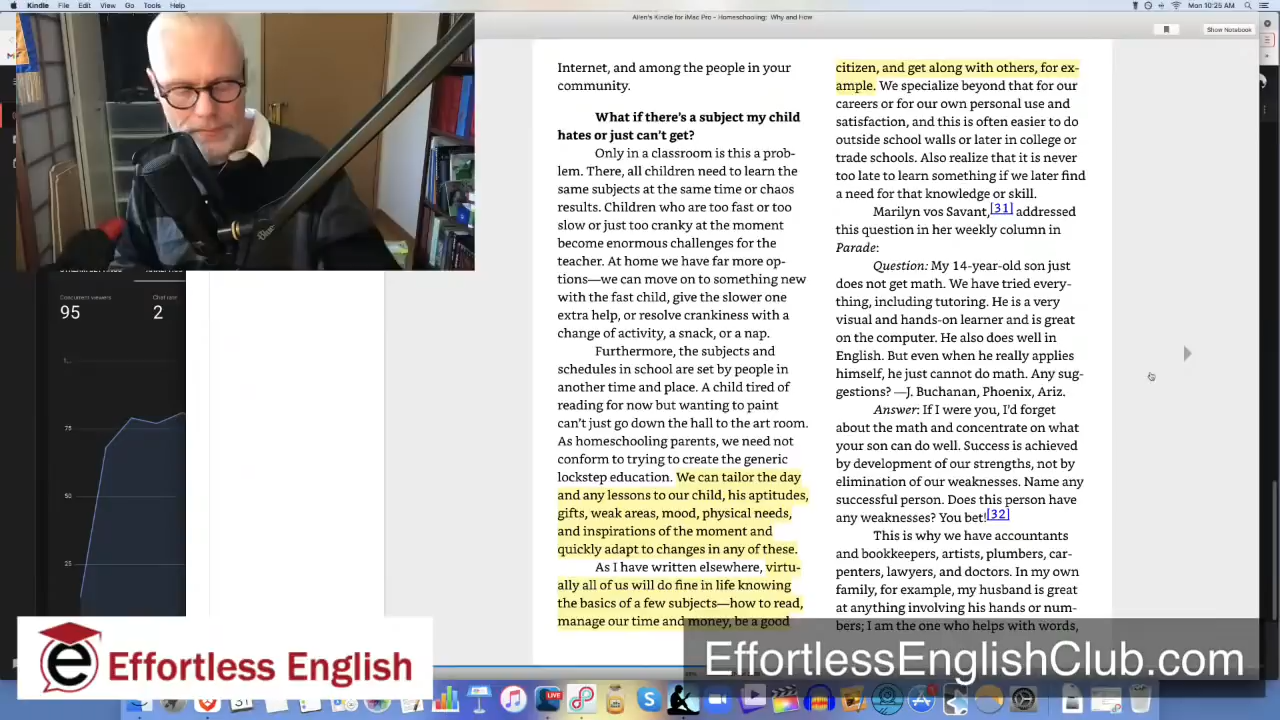 Kindle File Edit View Go Tools Help
Mon 10:25 AM
Allen's Kindle for iMac Pro - Homeschooling: Why and How
Show Notebook
Internet, and among the people in your
community.
What if there's a subject my child
hates or just can't get?
Only in a classroom is this a prob-
lem. There, all children need to learn the
same subjects at the same time or chaos
results. Children who are too fast or too
slow or just too cranky at the moment
become enormous challenges for the
teacher. At home we have far more op-
tions—we can move on to something new
with the fast child, give the slower one
extra help, or resolve crankiness with a
change of activity, a snack, or a nap.
Furthermore, the subjects and
schedules in school are set by people in
another time and place. A child tired of
reading for now but wanting to paint
can't just go down the hall to the art room.
As homeschooling parents, we need not
conform to trying to create the generic
lockstep education. We can tailor the day
and any lessons to our child, his aptitudes,
gifts, weak areas, mood, physical needs,
and inspirations of the moment and
quickly adapt to changes in any of these.
As I have written elsewhere, virtu-
ally all of us will do fine in life knowing
the basics of a few subjects—how to read,
manage our time and money, be a good
citizen, and get along with others, for ex-
ample. We specialize beyond that for our
careers or for our own personal use and
satisfaction, and this is often easier to do
outside school walls or later in college or
trade schools. Also realize that it is never
too late to learn something if we later find
a need for that knowledge or skill.
Marilyn vos Savant,[31] addressed
this question in her weekly column in
Parade:
Question: My 14-year-old son just
does not get math. We have tried every-
thing, including tutoring. He is a very
visual and hands-on learner and is great
on the computer. He also does well in
English. But even when he really applies
himself, he just cannot do math. Any sug-
gestions? —J. Buchanan, Phoenix, Ariz.
Answer: If I were you, I'd forget
about the math and concentrate on what
your son can do well. Success is achieved
by development of our strengths, not by
elimination of our weaknesses. Name any
successful person. Does this person have
any weaknesses? You bet![32]
This is why we have accountants
and bookkeepers, artists, plumbers, car-
penters, lawyers, and doctors. In my own
family, for example, my husband is great
at anything involving his hands or num-
bers; I am the one who helps with words,
Concurrent viewers
95
Chat rate
2
75
50
25
e Effortless English
EffortlessEnglishClub.com
LIVE
31